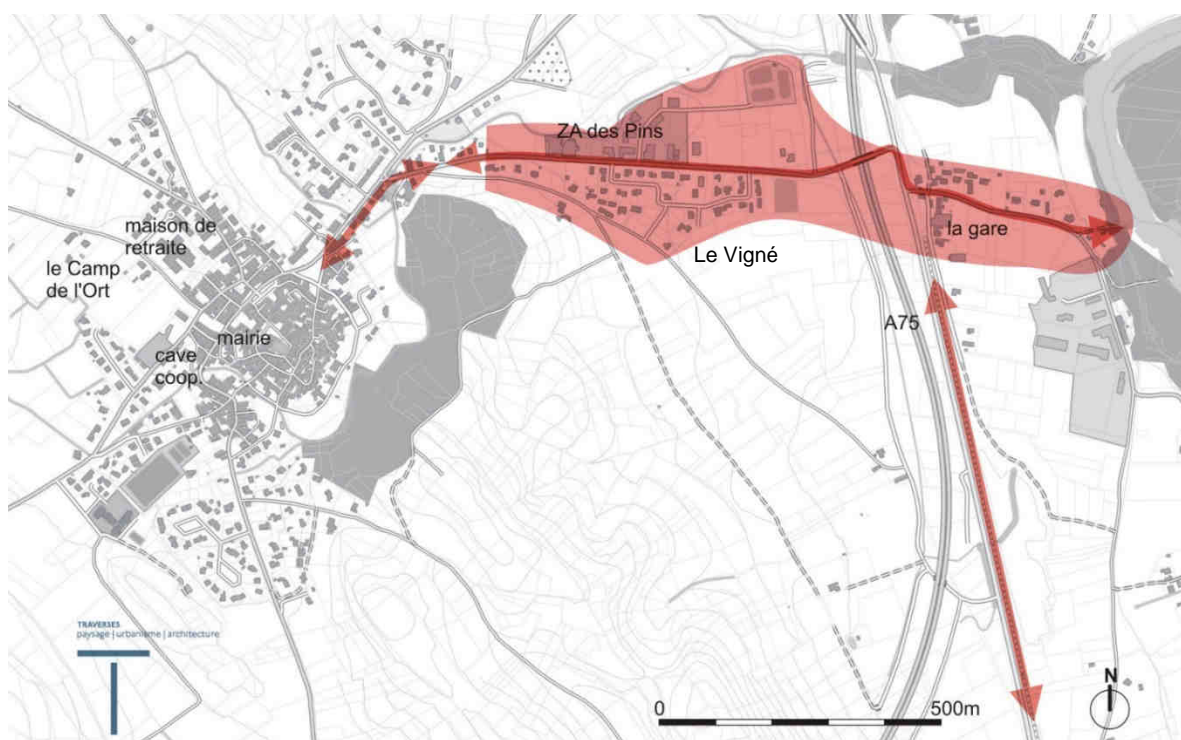 ZA des Pins
maison de
retraite
la gare
Le Vigné
le Camp
de l'Ort
A75
mairie
cave
coop.
TRAVERSES
paysage | urbanisme | architecture
N
0
500m